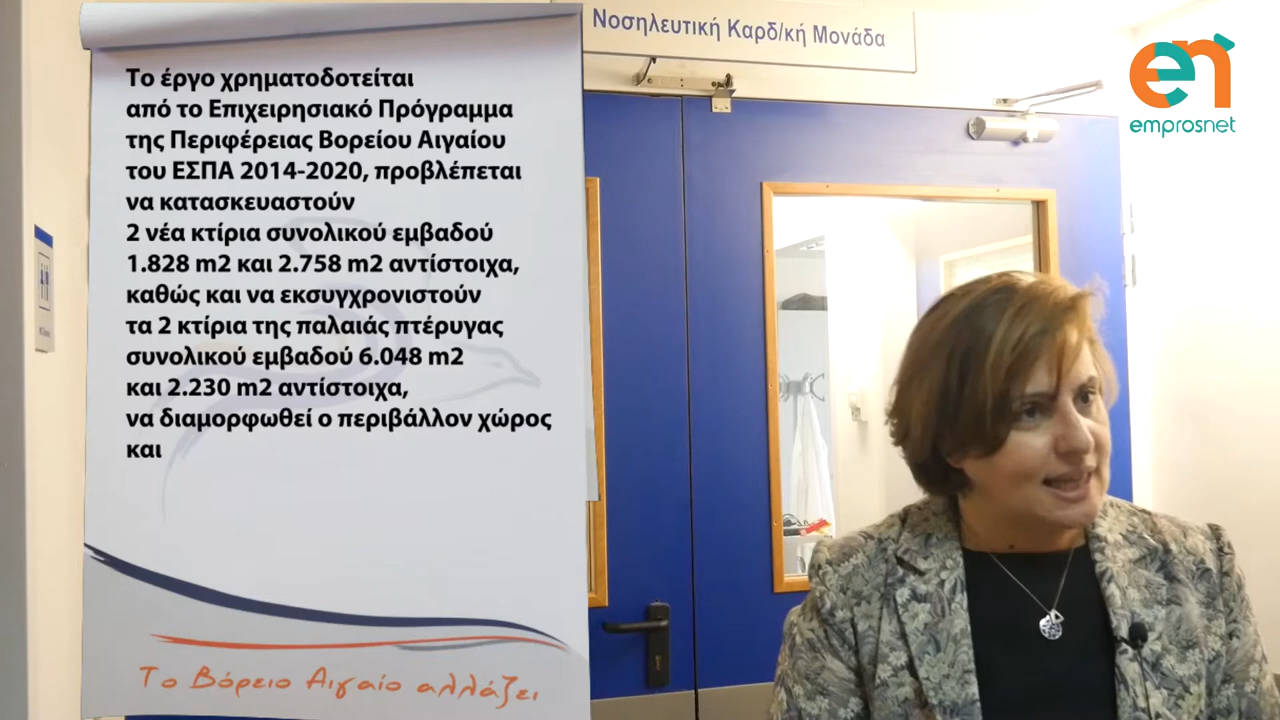 Το έργο χρηματοδοτείται
από το Επιχειρησιακό Πρόγραμμα
της Περιφέρειας Βορείου Αιγαίου
του ΕΣΠΑ 2014-2020, προβλέπεται
να κατασκευαστούν
2 νέα κτίρια συνολικού εμβαδού
1.828 m2 και 2.758 m2 αντίστοιχα,
καθώς και να εκσυγχρονιστούν
τα 2 κτίρια της παλαιάς πτέρυγας
συνολικού εμβαδού 6.048 m2
και 2.230 m2 αντίστοιχα,
να διαμορφωθεί ο περιβάλλον χώρος
και
Το Βόρειο Αιγαίο αλλάζει
Νοσηλευτική Καρδ/κή Μονάδα
en
emprosnet